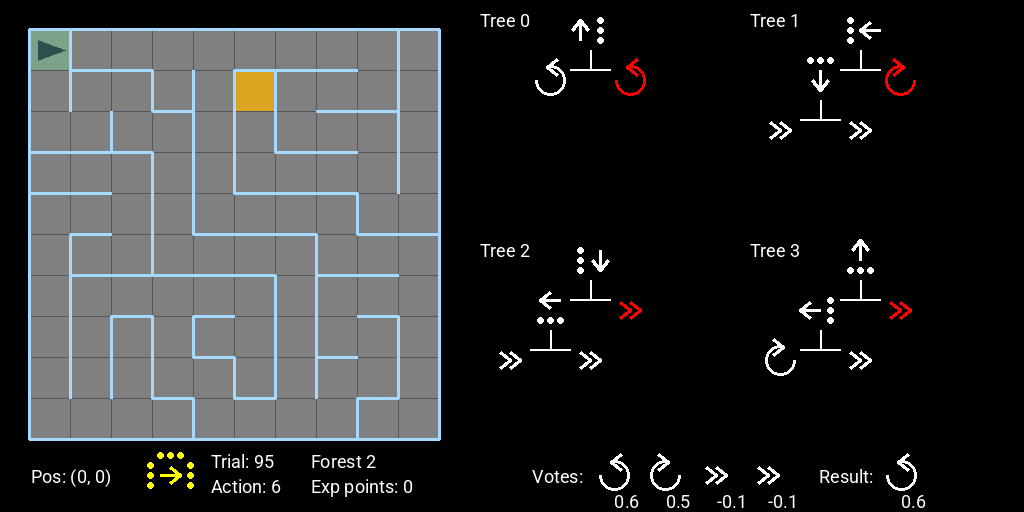 Tree 0
Tree 1
Tree 2
Tree 3
Pos: (0, 0)
Trial: 95
Forest 2
Action: 6
Exp points: 0
Votes:
0.6
0.5
-0.1
-0.1
Result:
0.6